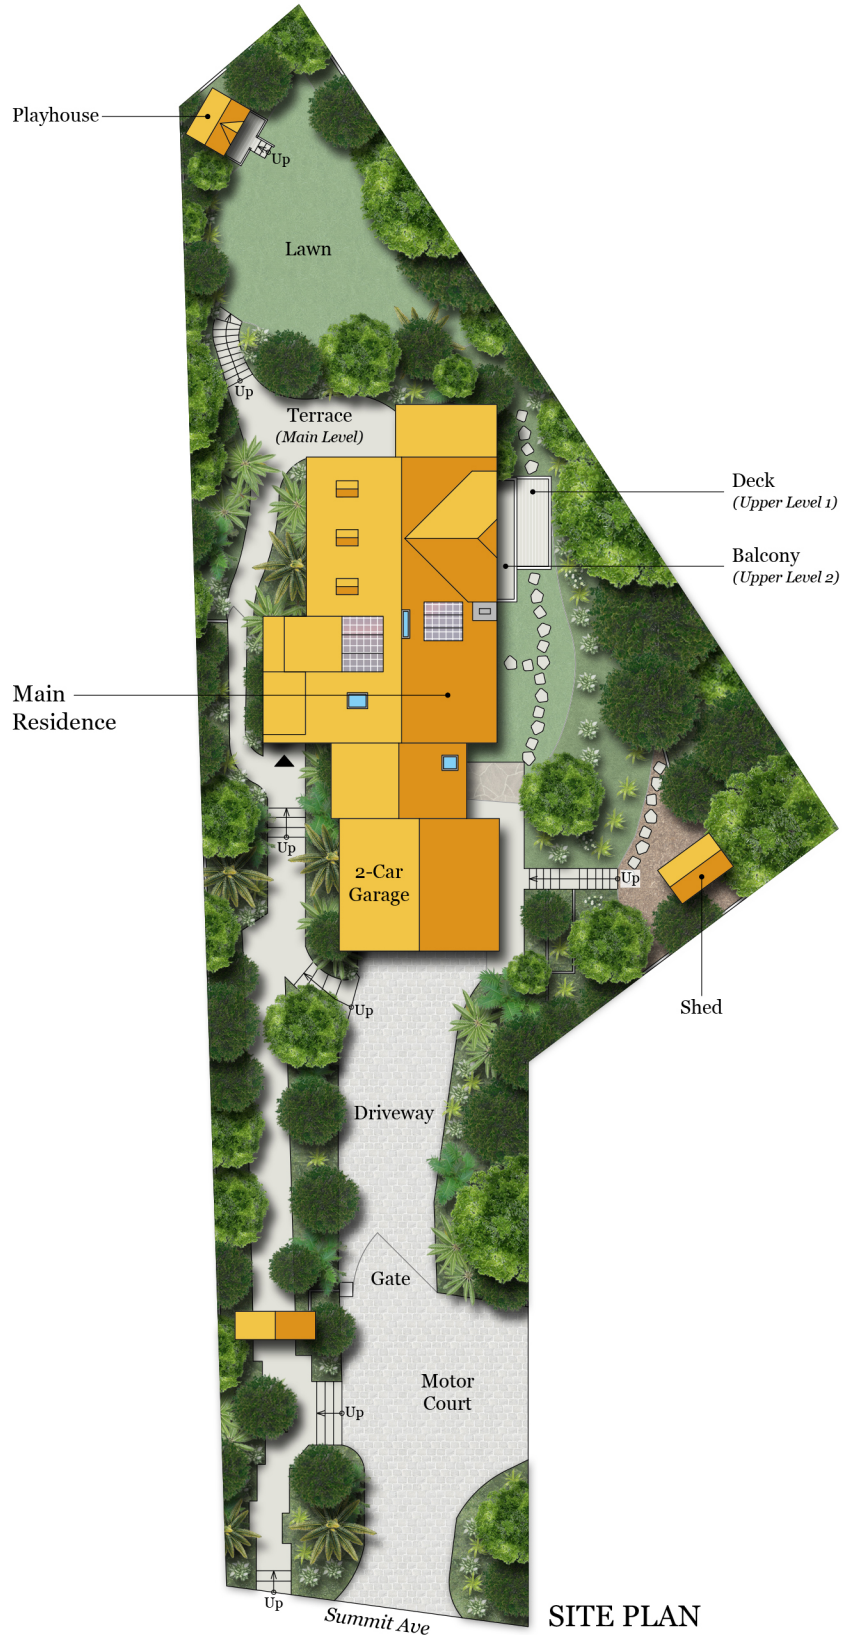 Playhouse
Up
Lawn
Up
Terrace
(Main Level)
Deck
(Upper Level 1)
Balcony
(Upper Level 2)
Main
Residence
Up
2-Car
Garage
Up
Up
Shed
Driveway
Gate
Motor
Court
Up
Up
Summit Ave
SITE PLAN